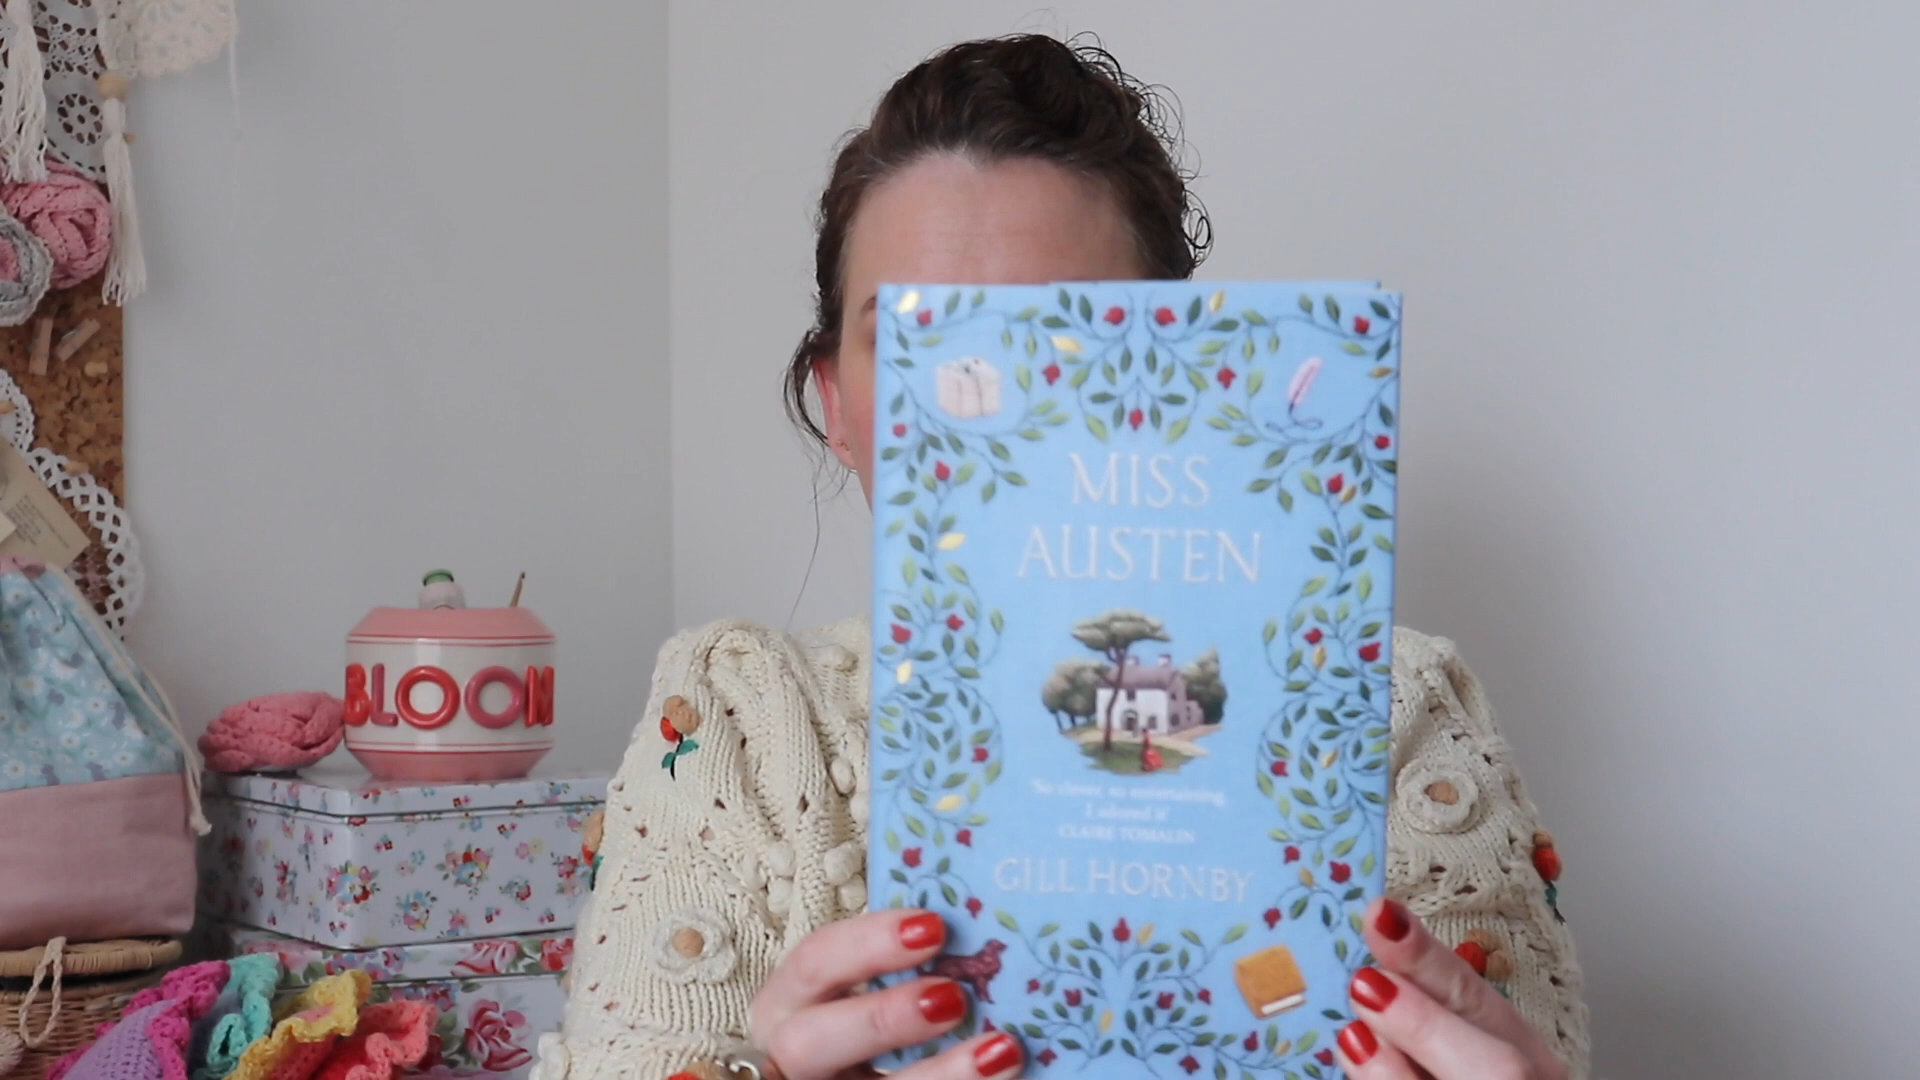 BLOOM
MISS
AUSTEN
'So clever, so entertaining.
I adored it'
CLAIRE TOMALIN
GILL HORNBY